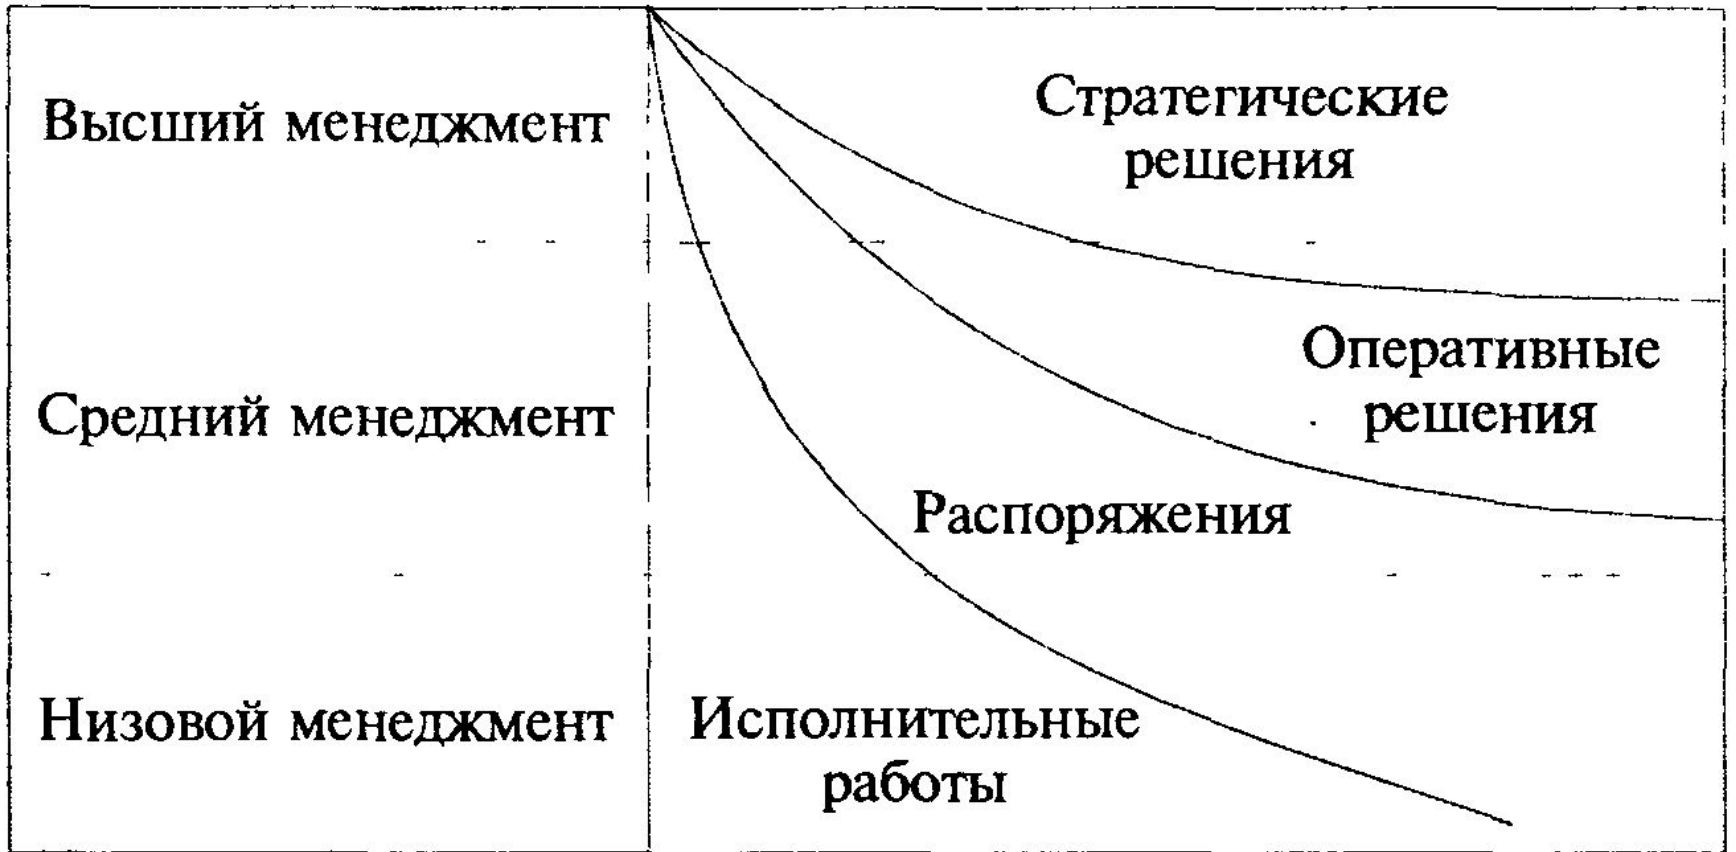 Высший менеджмент
Стратегические
решения
Средний менеджмент
Оперативные
решения
Распоряжения
Низовой менеджмент
Исполнительные
работы